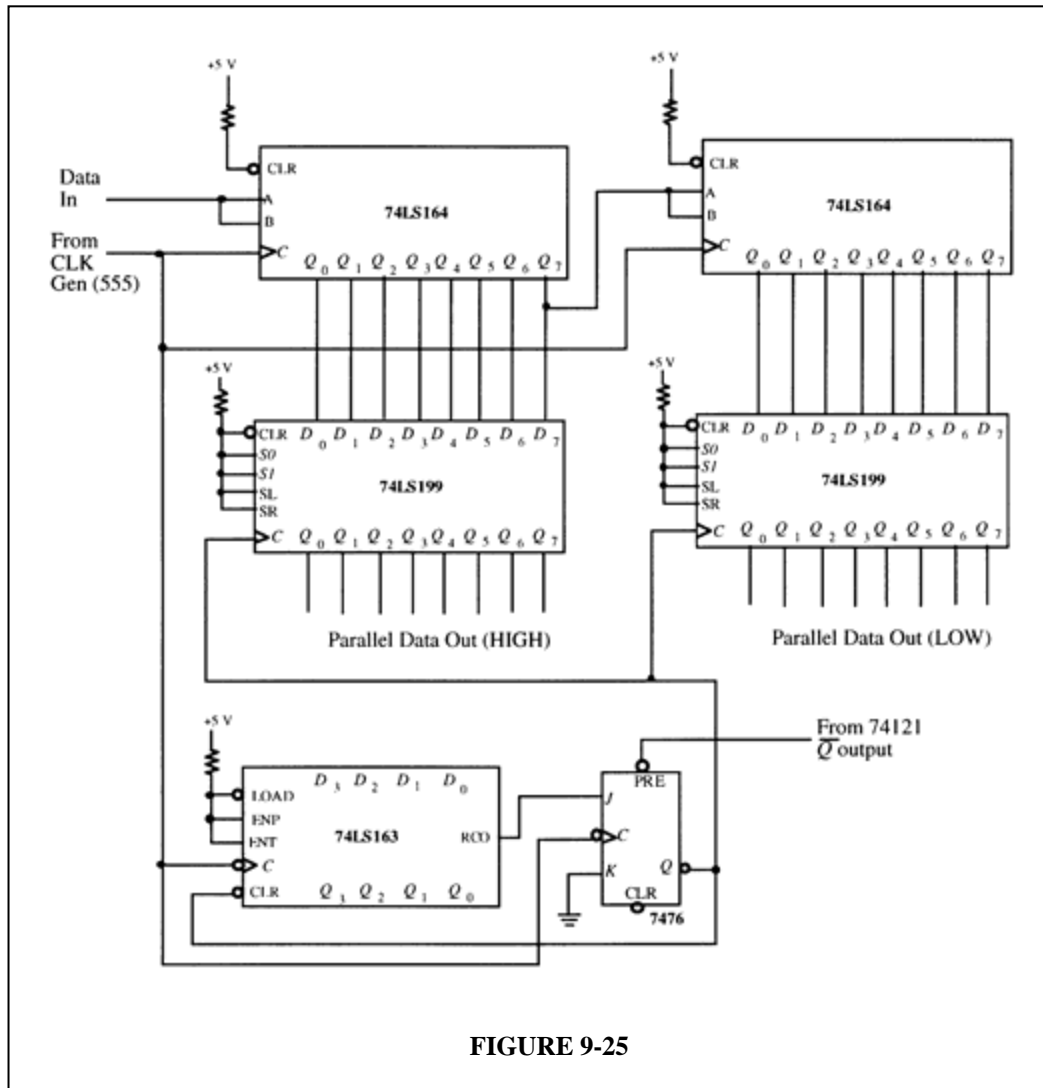 +5 V
+5 V
CLR
CLR
Data
In
A
B
74LS164
A
B
74LS164
From
CLK
Gen (555)
C
Q0 Q1 Q2 Q3 Q4 Q5 Q6 Q7
C
Q0 Q1 Q2 Q3 Q4 Q5 Q6 Q7
+5 V
+5 V
CLR D0 D1 D2 D3 D4 D5 D6 D7
S0
S1
SL
SR
74LS199
C Q0 Q1 Q2 Q3 Q4 Q5 Q6 Q7
CLR D0 D1 D2 D3 D4 D5 D6 D7
S0
S1
SL
SR
74LS199
C Q0 Q1 Q2 Q3 Q4 Q5 Q6 Q7
Parallel Data Out (HIGH)
Parallel Data Out (LOW)
+5 V
From 74121
Q̅ output
D3 D2 D1 D0
LOAD
ENP
ENT
74LS163
RCO
C
CLR
Q3 Q2 Q1 Q0
PRE
J
C
K
Q
CLR
7476
FIGURE 9-25